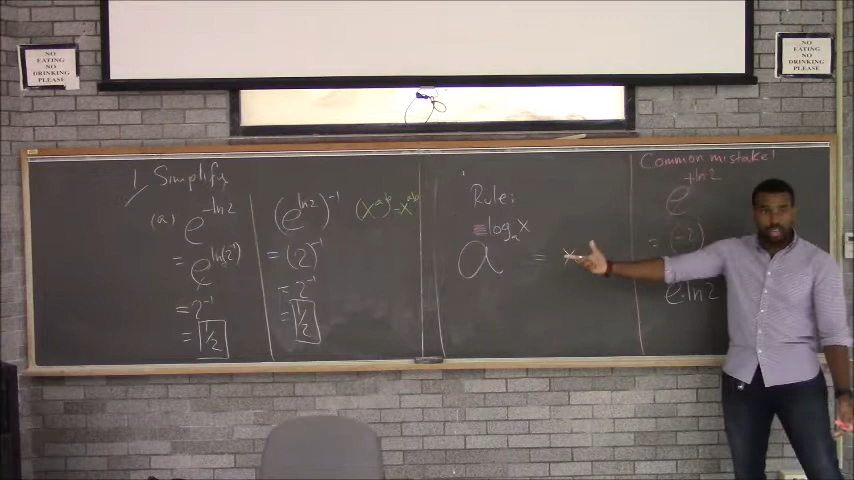 NO
EATING
NO
DRINKING
PLEASE
NO
EATING
NO
DRINKING
PLEASE
1 Simplify
(a) e^{-ln2}
= e^{ln(2^{-1})}
= 2^{-1}
= 1/2
(e^{ln2})^{-1} (x^a)^b = x^{ab}
= (2)^{-1}
= 2^{-1}
= 1/2
Rule:
a^{log_a x} = x
Common mistake!
e^{+ln2}
= (-2)
e·ln2